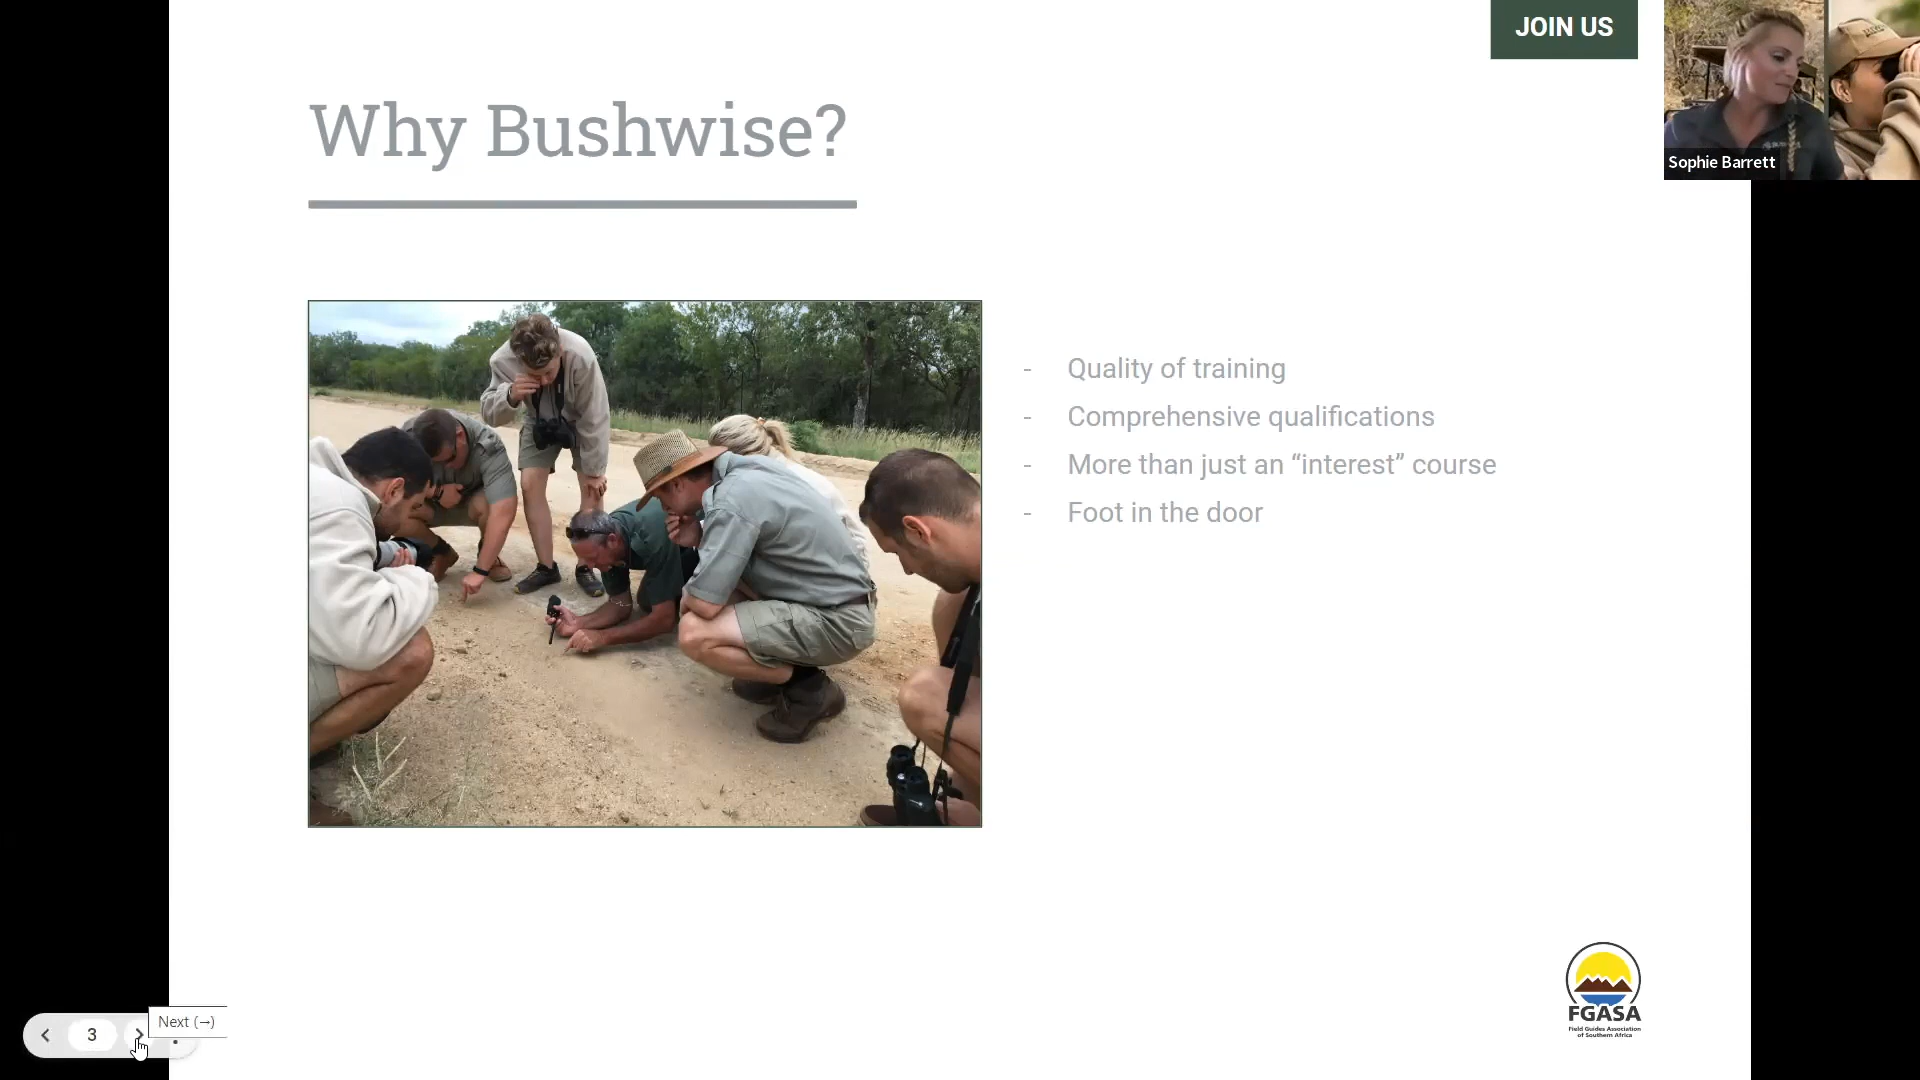 JOIN US
Why Bushwise?
Sophie Barrett
- Quality of training
- Comprehensive qualifications
- More than just an “interest” course
- Foot in the door
FGASA
Field Guides Association
of Southern Africa
Next (→)
3